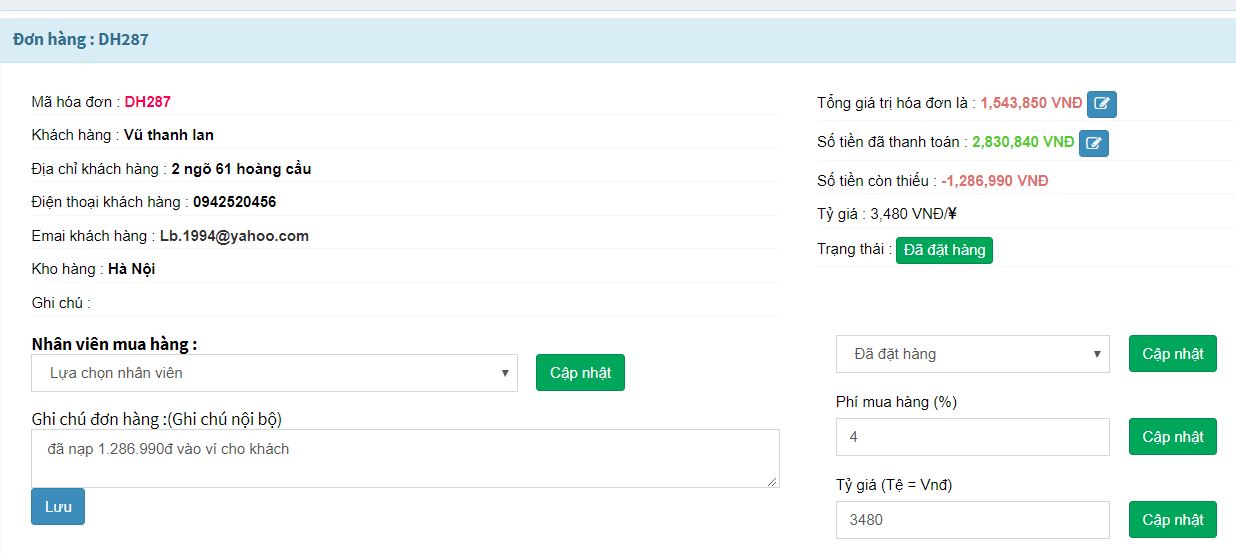 Đơn hàng : DH287
Mã hóa đơn : DH287
Khách hàng : Vũ thanh lan
Địa chỉ khách hàng : 2 ngõ 61 hoàng cầu
Điện thoại khách hàng : 0942520456
Emai khách hàng : Lb.1994@yahoo.com
Kho hàng : Hà Nội
Ghi chú :
Tổng giá trị hóa đơn là : 1,543,850 VNĐ
Số tiền đã thanh toán : 2,830,840 VNĐ
Số tiền còn thiếu : -1,286,990 VNĐ
Tỷ giá : 3,480 VNĐ/¥
Trạng thái : Đã đặt hàng
Nhân viên mua hàng :
Lựa chọn nhân viên
Cập nhật
Ghi chú đơn hàng :(Ghi chú nội bộ)
đã nạp 1.286.990đ vào ví cho khách
Lưu
Đã đặt hàng
Cập nhật
Phí mua hàng (%)
4
Cập nhật
Tỷ giá (Tệ = Vnđ)
3480
Cập nhật